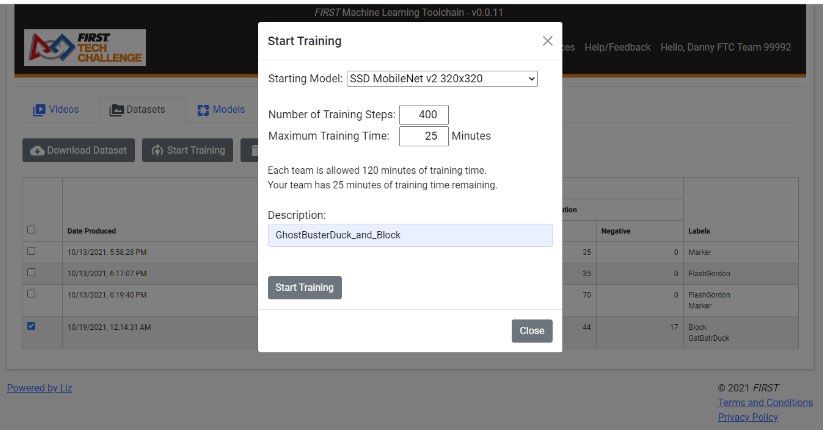 FIRST Machine Learning Toolchain - v0.0.11
FIRST
TECH
CHALLENGE
ces Help/Feedback Hello, Danny FTC Team 99992
Start Training
Starting Model: SSD MobileNet v2 320x320
Number of Training Steps: 400
Maximum Training Time: 25 Minutes
Each team is allowed 120 minutes of training time.
Your team has 25 minutes of training time remaining.
Description:
GhostBusterDuck_and_Block
Start Training
Close
Videos Datasets Models
Download Dataset Start Training
Date Produced Negative Labels
10/13/2021, 5:58:28 PM 35 0 Marker
10/13/2021, 6:17:07 PM 35 0 FlashGordon
10/13/2021, 6:19:40 PM 70 0 FlashGordon
Marker
10/19/2021, 12:14:31 AM 44 17 Block
GstBstrDuck
Powered by Liz
© 2021 FIRST
Terms and Conditions
Privacy Policy